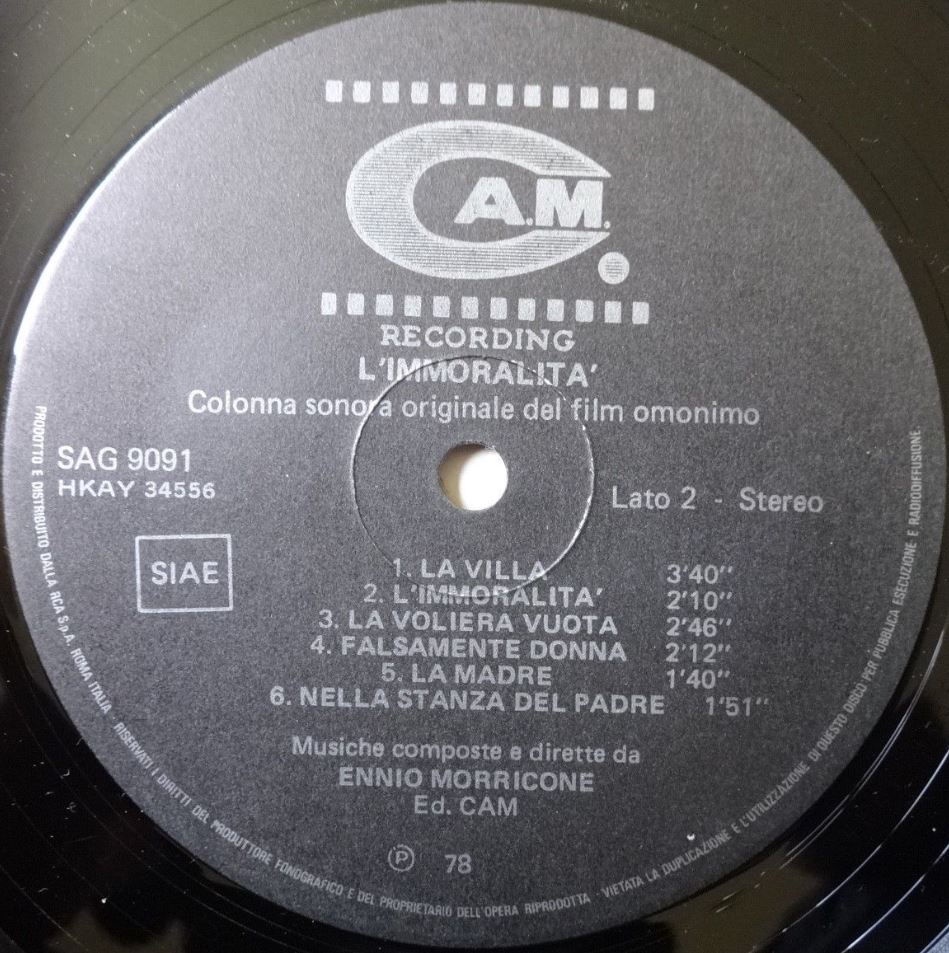 C A.M.
RECORDING
L'IMMORALITA'
Colonna sonora originale del film omonimo
SAG 9091
HKAY 34556
Lato 2 - Stereo
SIAE
1. LA VILLA 3'40"
2. L'IMMORALITA' 2'10"
3. LA VOLIERA VUOTA 2'46"
4. FALSAMENTE DONNA 2'12"
5. LA MADRE 1'40"
6. NELLA STANZA DEL PADRE 1'51"
Musiche composte e dirette da
ENNIO MORRICONE
Ed. CAM
Ⓟ 78
PRODOTTO E DISTRIBUITO DALLA RCA S.p.A. ROMA ITALIA · RISERVATI I DIRITTI DEL PRODUTTORE FONOGRAFICO E DEL PROPRIETARIO DELL'OPERA RIPRODOTTA · VIETATA LA DUPLICAZIONE E L'UTILIZZAZIONE DI QUESTO DISCO PER PUBBLICA ESECUZIONE E RADIODIFFUSIONE